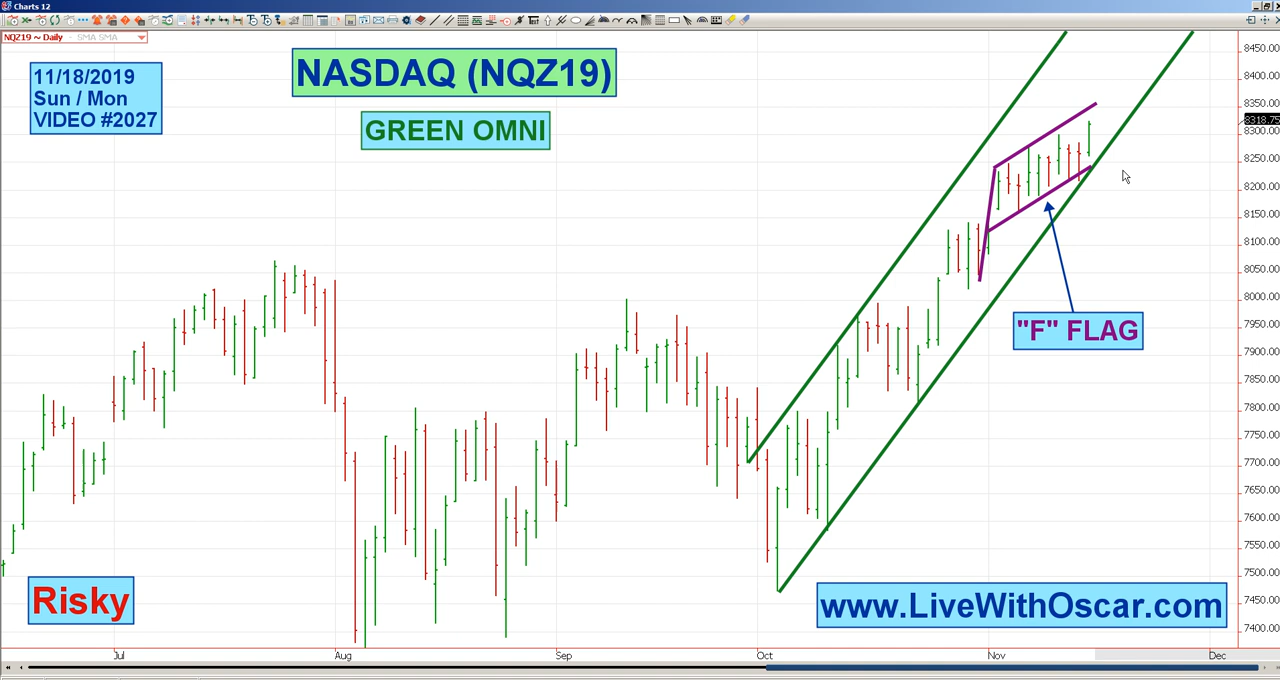 Charts 12
NQZ19 ~ Daily - SMA SMA
11/18/2019
Sun / Mon
VIDEO #2027
NASDAQ (NQZ19)
GREEN OMNI
"F" FLAG
Risky
www.LiveWithOscar.com
8450.00
8400.00
8350.00
8318.75
8300.00
8250.00
8200.00
8150.00
8100.00
8050.00
8000.00
7950.00
7900.00
7850.00
7800.00
7750.00
7700.00
7650.00
7600.00
7550.00
7500.00
7450.00
7400.00
Jul Aug Sep Oct Nov Dec